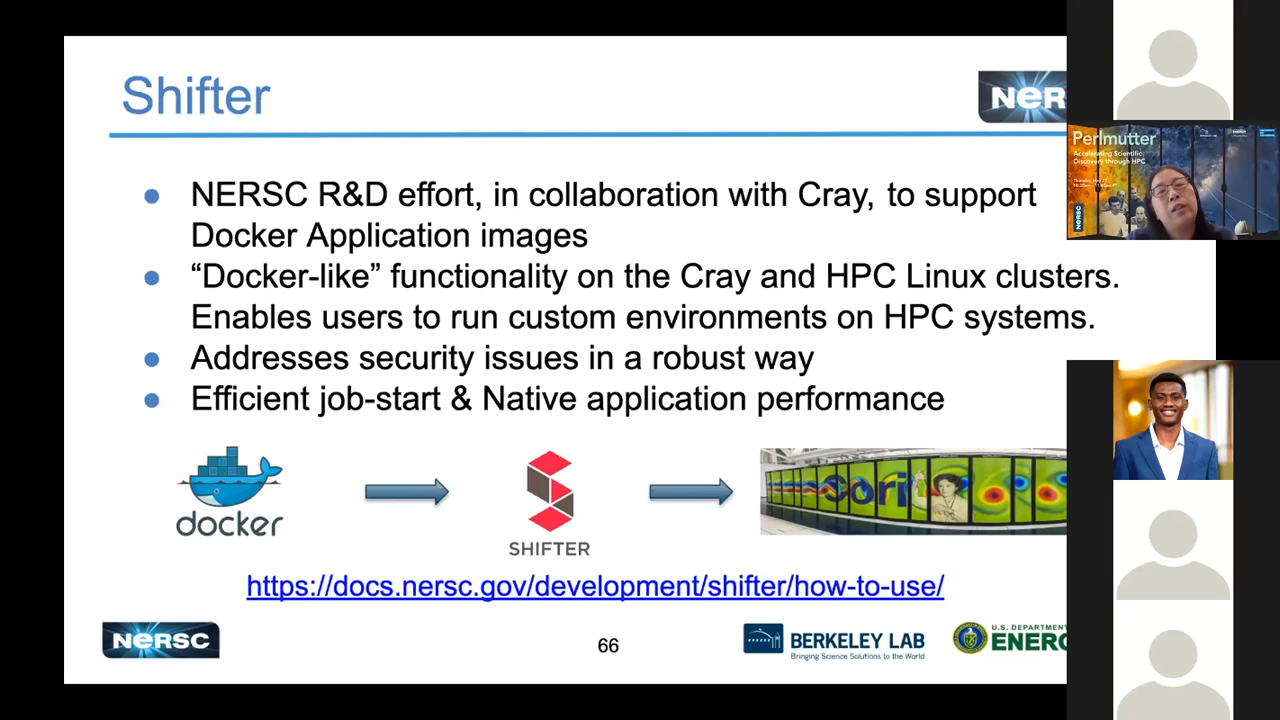 Shifter
NERSC
● NERSC R&D effort, in collaboration with Cray, to support
Docker Application images
● “Docker-like” functionality on the Cray and HPC Linux clusters.
Enables users to run custom environments on HPC systems.
● Addresses security issues in a robust way
● Efficient job-start & Native application performance
docker
SHIFTER
cori
https://docs.nersc.gov/development/shifter/how-to-use/
NERSC
66
BERKELEY LAB
Bringing Science Solutions to the World
U.S. DEPARTMENT
ENERG
Perlmutter
Accelerating Scientific
Discovery through HPC
NERSC